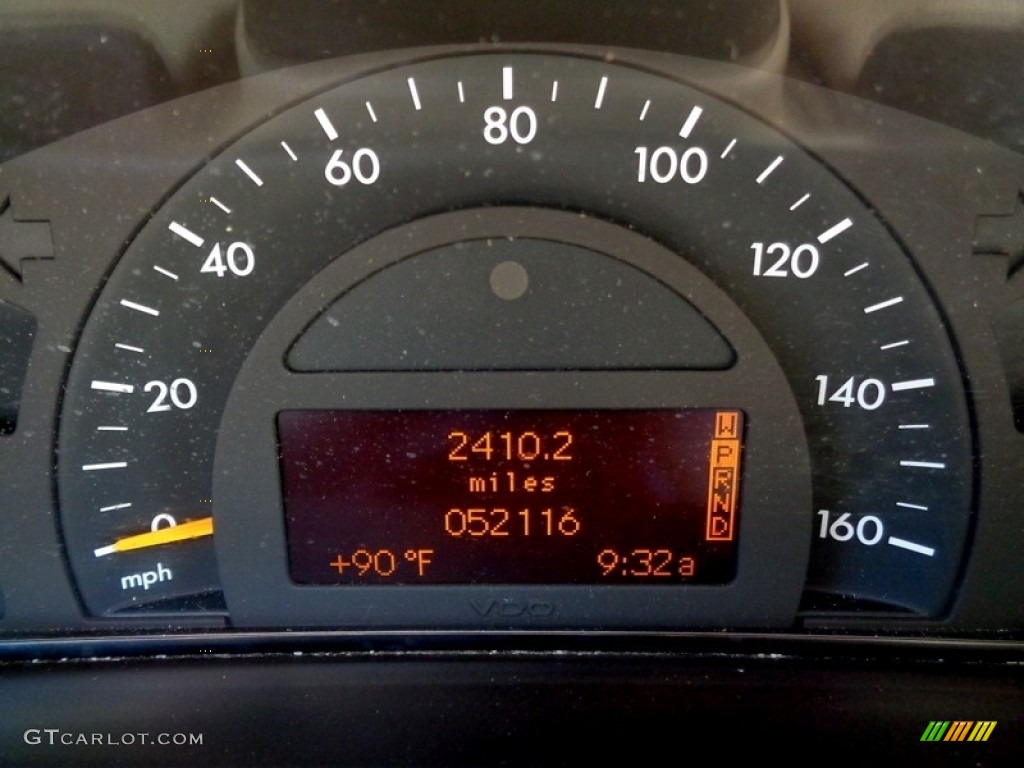 80
60
100
40
120
20
140
0
160
mph
2410.2
miles
052116
+90 °F
9:32a
W
P
R
N
D
VDO
GTCARLOT.COM